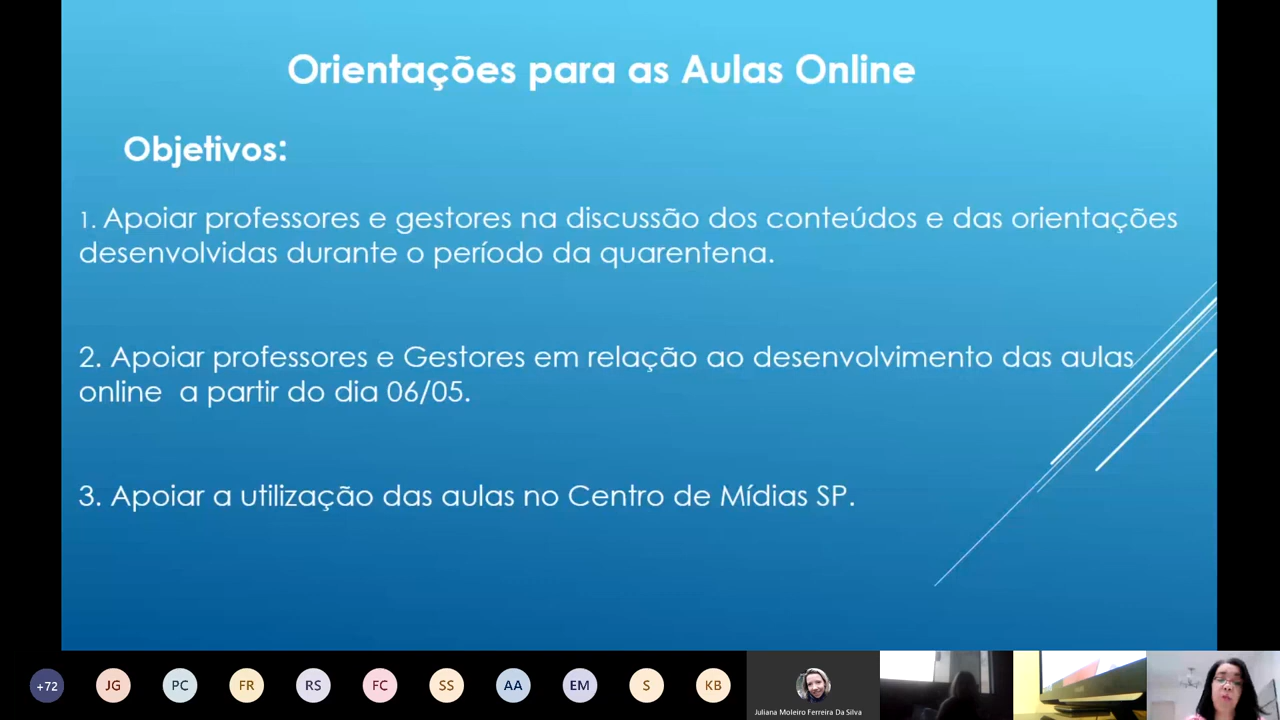 Orientações para as Aulas Online
Objetivos:
1. Apoiar professores e gestores na discussão dos conteúdos e das orientações
desenvolvidas durante o período da quarentena.
2. Apoiar professores e Gestores em relação ao desenvolvimento das aulas
online a partir do dia 06/05.
3. Apoiar a utilização das aulas no Centro de Mídias SP.
+72 JG PC FR RS FC SS AA EM S KB
Juliana Moleiro Ferreira Da Silva